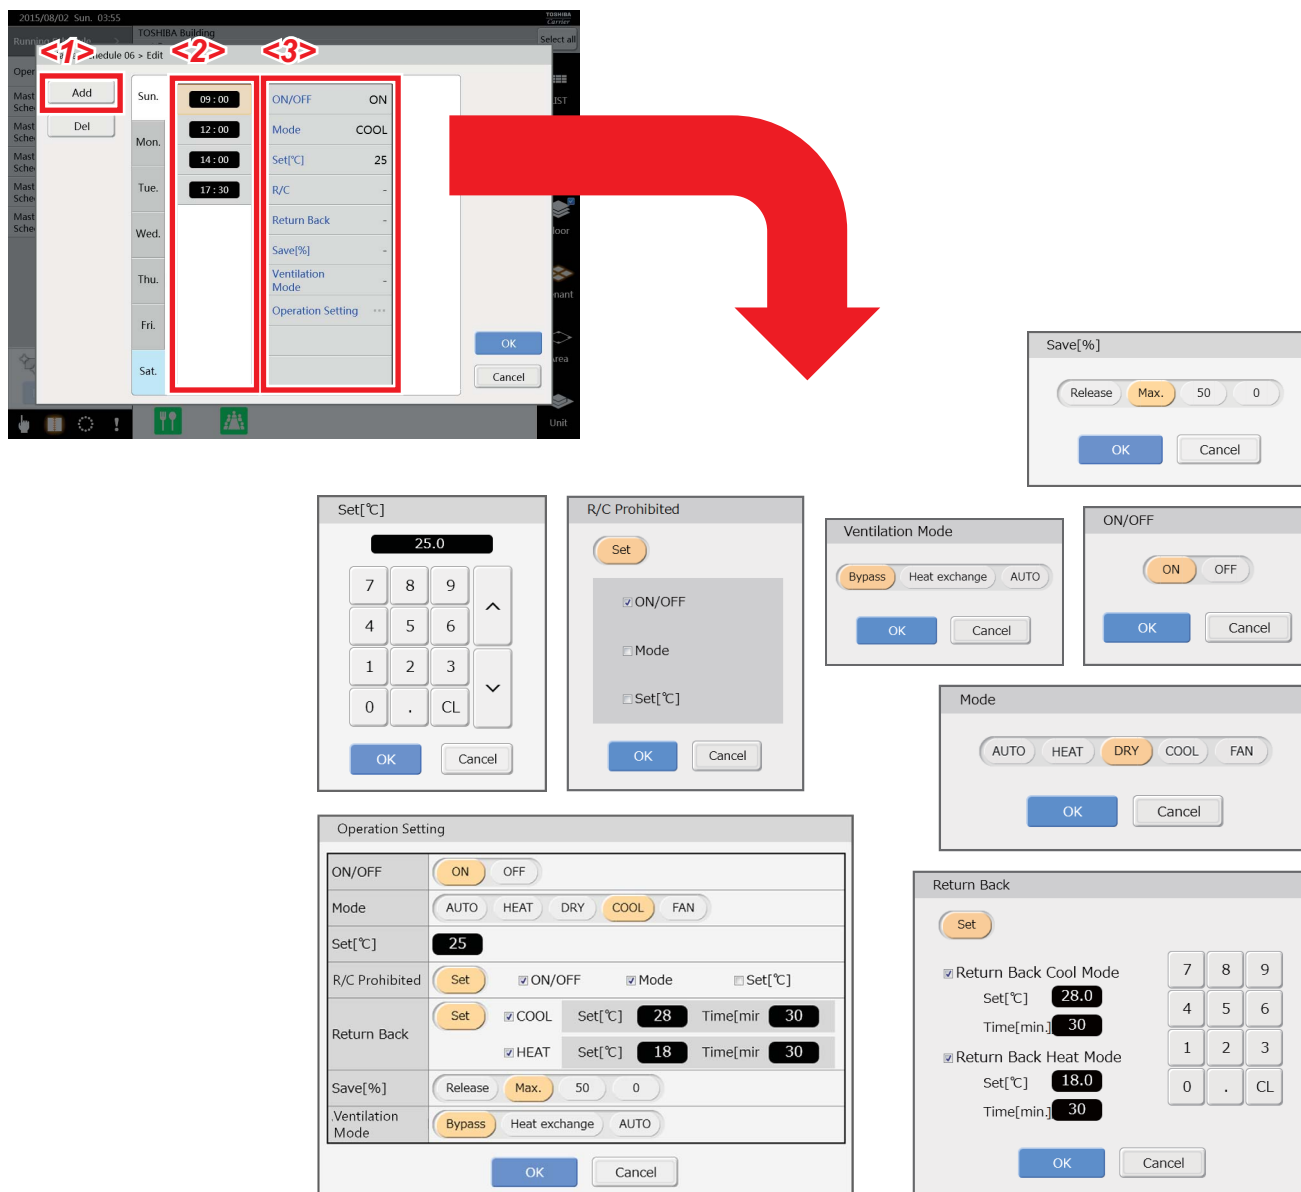 2015/08/02 Sun. 03:55
TOSHIBA
Carrier
TOSHIBA Building
Select all
<1>
<2>
<3>
hedule 06 > Edit
Add
Del
Sun.
Mon.
Tue.
Wed.
Thu.
Fri.
Sat.
09:00
12:00
14:00
17:30
ON/OFF ON
Mode COOL
Set[℃] 25
R/C -
Return Back -
Save[%] -
Ventilation
Mode -
Operation Setting ...
OK
Cancel
Unit
Save[%]
Release Max. 50 0
OK Cancel
Set[℃]
25.0
7 8 9
4 5 6
1 2 3
0 . CL
OK Cancel
R/C Prohibited
Set
ON/OFF
Mode
Set[℃]
OK Cancel
Ventilation Mode
Bypass Heat exchange AUTO
OK Cancel
ON/OFF
ON OFF
OK Cancel
Mode
AUTO HEAT DRY COOL FAN
OK Cancel
Operation Setting
ON/OFF ON OFF
Mode AUTO HEAT DRY COOL FAN
Set[℃] 25
R/C Prohibited Set ON/OFF Mode Set[℃]
Return Back Set COOL Set[℃] 28 Time[mir 30
HEAT Set[℃] 18 Time[mir 30
Save[%] Release Max. 50 0
Ventilation
Mode Bypass Heat exchange AUTO
OK Cancel
Return Back
Set
Return Back Cool Mode
Set[℃] 28.0
Time[min.] 30
Return Back Heat Mode
Set[℃] 18.0
Time[min.] 30
7 8 9
4 5 6
1 2 3
0 . CL
OK Cancel